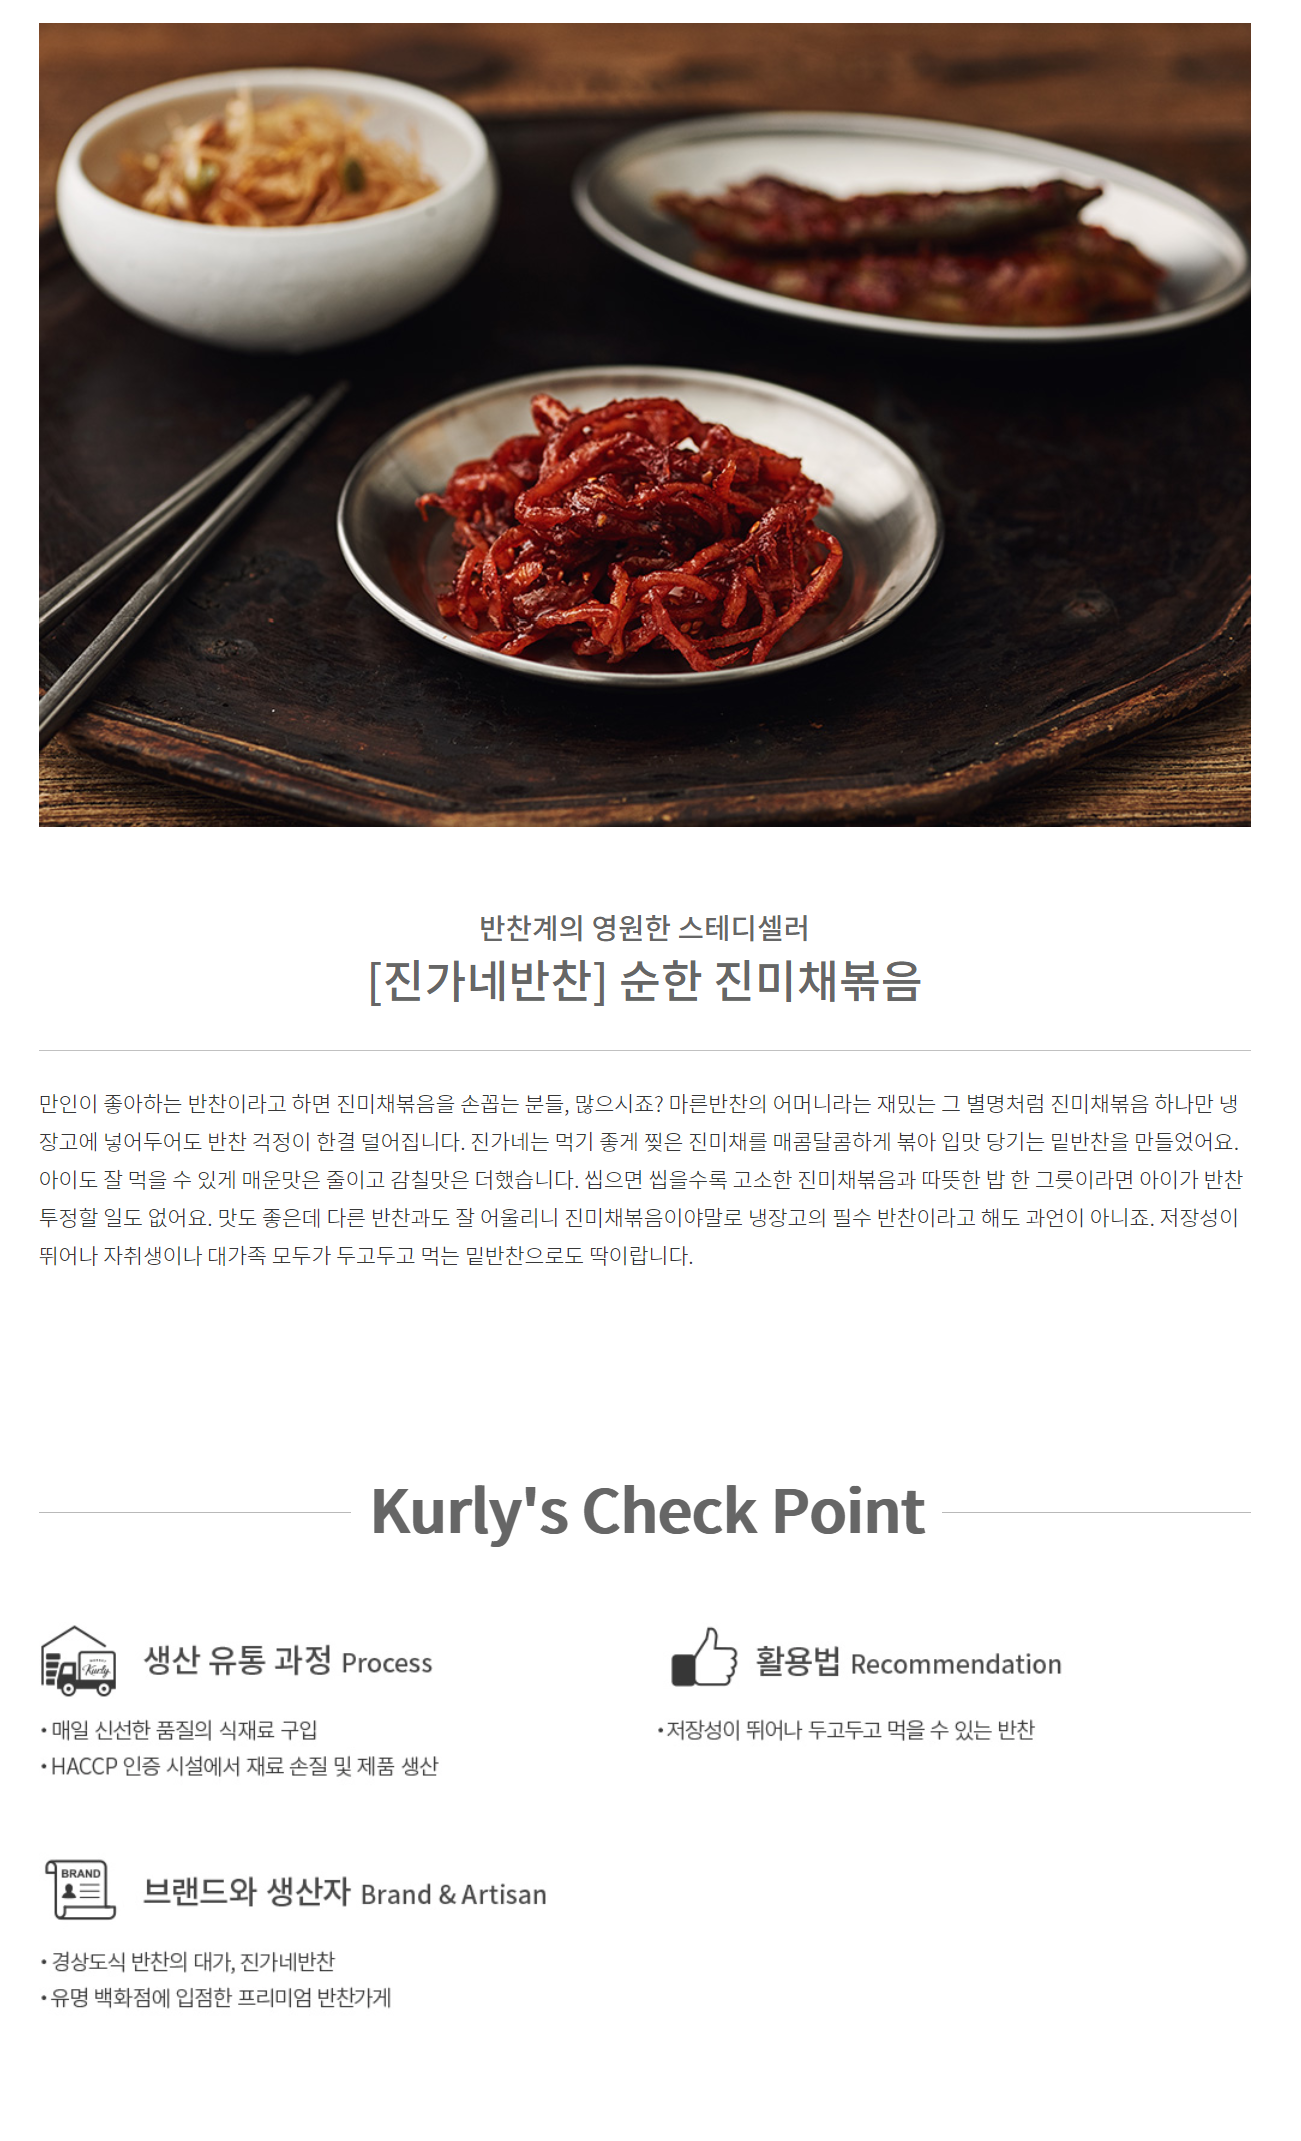 반찬계의 영원한 스테디셀러
[진가네반찬] 순한 진미채볶음
만인이 좋아하는 반찬이라고 하면 진미채볶음을 손꼽는 분들, 많으시죠? 마른반찬의 어머니라는 재밌는 그 별명처럼 진미채볶음 하나만 냉
장고에 넣어두어도 반찬 걱정이 한결 덜어집니다. 진가네는 먹기 좋게 찢은 진미채를 매콤달콤하게 볶아 입맛 당기는 밑반찬을 만들었어요.
아이도 잘 먹을 수 있게 매운맛은 줄이고 감칠맛은 더했습니다. 씹으면 씹을수록 고소한 진미채볶음과 따뜻한 밥 한 그릇이라면 아이가 반찬
투정할 일도 없어요. 맛도 좋은데 다른 반찬과도 잘 어울리니 진미채볶음이야말로 냉장고의 필수 반찬이라고 해도 과언이 아니죠. 저장성이
뛰어나 자취생이나 대가족 모두가 두고두고 먹는 밑반찬으로도 딱이랍니다.
Kurly's Check Point
Kurly
생산 유통 과정 Process
• 매일 신선한 품질의 식재료 구입
• HACCP 인증 시설에서 재료 손질 및 제품 생산
활용법 Recommendation
• 저장성이 뛰어나 두고두고 먹을 수 있는 반찬
BRAND
브랜드와 생산자 Brand & Artisan
• 경상도식 반찬의 대가, 진가네반찬
• 유명 백화점에 입점한 프리미엄 반찬가게